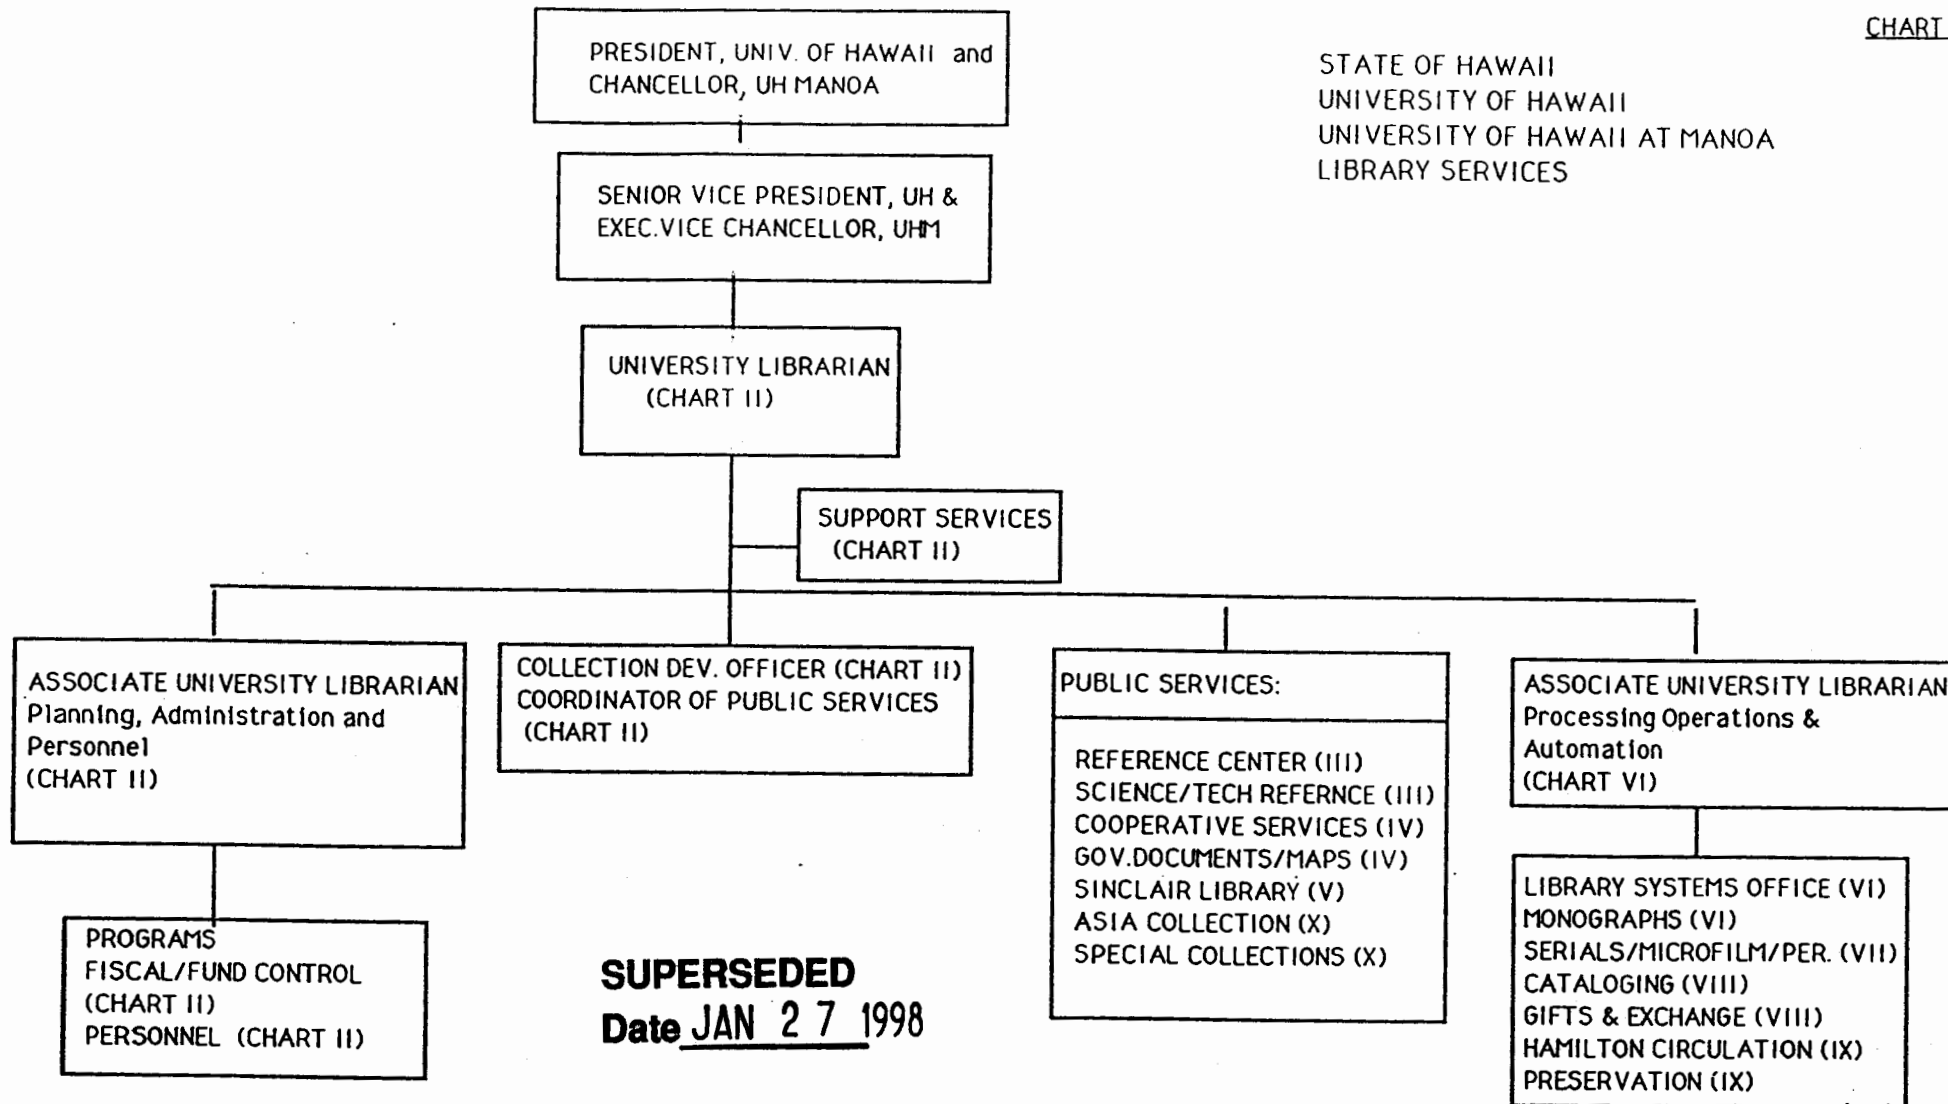 CHART
STATE OF HAWAII
UNIVERSITY OF HAWAII
UNIVERSITY OF HAWAII AT MANOA
LIBRARY SERVICES
PRESIDENT, UNIV. OF HAWAII and
CHANCELLOR, UH MANOA
SENIOR VICE PRESIDENT, UH &
EXEC.VICE CHANCELLOR, UHM
UNIVERSITY LIBRARIAN
(CHART II)
SUPPORT SERVICES
(CHART II)
ASSOCIATE UNIVERSITY LIBRARIAN
Planning, Administration and
Personnel
(CHART II)
PROGRAMS
FISCAL/FUND CONTROL
(CHART II)
PERSONNEL (CHART II)
COLLECTION DEV. OFFICER (CHART II)
COORDINATOR OF PUBLIC SERVICES
(CHART II)
PUBLIC SERVICES:
REFERENCE CENTER (III)
SCIENCE/TECH REFERNCE (III)
COOPERATIVE SERVICES (IV)
GOV.DOCUMENTS/MAPS (IV)
SINCLAIR LIBRARY (V)
ASIA COLLECTION (X)
SPECIAL COLLECTIONS (X)
ASSOCIATE UNIVERSITY LIBRARIAN
Processing Operations &
Automation
(CHART VI)
LIBRARY SYSTEMS OFFICE (VI)
MONOGRAPHS (VI)
SERIALS/MICROFILM/PER. (VII)
CATALOGING (VIII)
GIFTS & EXCHANGE (VIII)
HAMILTON CIRCULATION (IX)
PRESERVATION (IX)
SUPERSEDED
Date JAN 27 1998